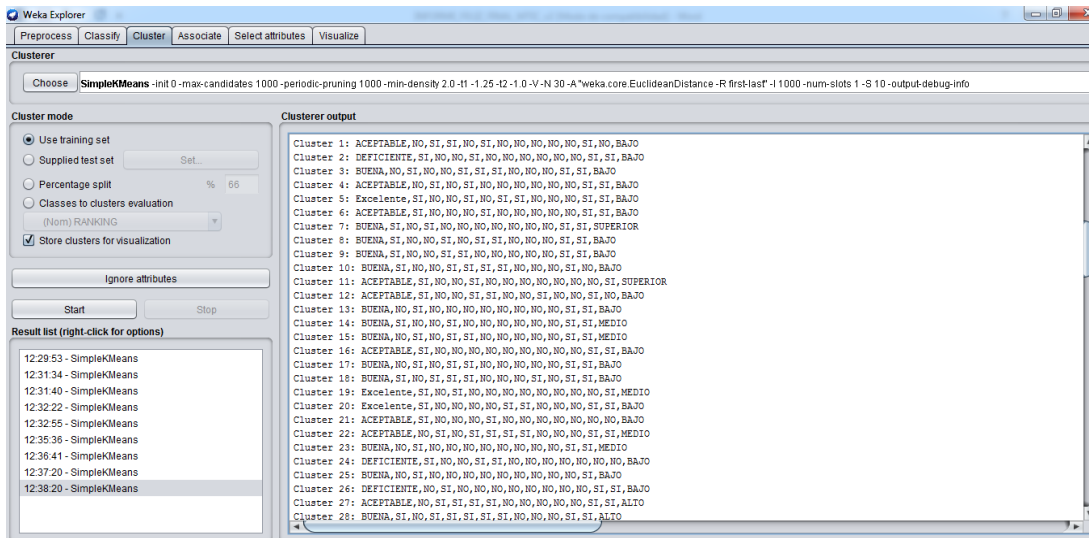 Weka Explorer
Preprocess Classify Cluster Associate Select attributes Visualize
Clusterer
Choose SimpleKMeans -init 0 -max-candidates 1000 -periodic-pruning 1000 -min-density 2.0 -t1 -1.25 -t2 -1.0 -V -N 30 -A "weka.core.EuclideanDistance -R first-last" -I 1000 -num-slots 1 -S 10 -output-debug-info
Cluster mode
Use training set
Supplied test set Set...
Percentage split % 66
Classes to clusters evaluation
(Nom) RANKING
Store clusters for visualization
Ignore attributes
Start Stop
Result list (right-click for options)
12:29:53 - SimpleKMeans
12:31:34 - SimpleKMeans
12:31:40 - SimpleKMeans
12:32:22 - SimpleKMeans
12:32:55 - SimpleKMeans
12:35:36 - SimpleKMeans
12:36:41 - SimpleKMeans
12:37:20 - SimpleKMeans
12:38:20 - SimpleKMeans
Clusterer output
Cluster 1: ACEPTABLE,NO,SI,SI,NO,SI,NO,NO,NO,NO,NO,SI,NO,BAJO
Cluster 2: DEFICIENTE,SI,NO,NO,SI,NO,NO,NO,NO,NO,NO,SI,SI,BAJO
Cluster 3: BUENA,NO,SI,NO,NO,SI,SI,SI,NO,NO,NO,SI,SI,BAJO
Cluster 4: ACEPTABLE,NO,SI,NO,SI,NO,NO,NO,NO,NO,NO,SI,SI,BAJO
Cluster 5: Excelente,SI,NO,NO,SI,SI,NO,NO,NO,NO,NO,SI,SI,BAJO
Cluster 6: ACEPTABLE,SI,NO,NO,NO,SI,NO,NO,NO,NO,NO,SI,SI,BAJO
Cluster 7: BUENA,SI,NO,SI,NO,NO,NO,NO,NO,NO,NO,SI,SI,SUPERIOR
Cluster 8: BUENA,SI,NO,NO,SI,SI,NO,SI,NO,NO,NO,SI,SI,BAJO
Cluster 9: BUENA,SI,NO,NO,SI,SI,NO,NO,NO,NO,NO,SI,SI,BAJO
Cluster 10: BUENA,SI,NO,NO,SI,SI,SI,SI,NO,NO,NO,SI,NO,BAJO
Cluster 11: ACEPTABLE,SI,NO,NO,SI,NO,NO,NO,NO,NO,NO,NO,SI,SUPERIOR
Cluster 12: ACEPTABLE,SI,NO,SI,NO,NO,SI,NO,NO,NO,SI,NO,BAJO
Cluster 13: BUENA,NO,SI,NO,NO,NO,NO,NO,NO,NO,NO,SI,SI,BAJO
Cluster 14: BUENA,SI,NO,NO,SI,NO,NO,NO,NO,NO,NO,SI,SI,MEDIO
Cluster 15: BUENA,NO,SI,NO,SI,SI,NO,NO,NO,NO,NO,SI,SI,MEDIO
Cluster 16: ACEPTABLE,SI,NO,NO,NO,NO,NO,NO,NO,NO,NO,SI,SI,BAJO
Cluster 17: BUENA,NO,SI,NO,SI,SI,NO,NO,NO,NO,NO,SI,SI,BAJO
Cluster 18: BUENA,SI,NO,SI,SI,SI,NO,NO,NO,SI,NO,SI,SI,BAJO
Cluster 19: Excelente,SI,NO,SI,NO,NO,NO,NO,NO,NO,NO,NO,SI,MEDIO
Cluster 20: Excelente,SI,NO,NO,NO,NO,SI,SI,NO,NO,NO,SI,SI,BAJO
Cluster 21: ACEPTABLE,SI,NO,NO,SI,NO,NO,NO,NO,NO,NO,NO,NO,BAJO
Cluster 22: ACEPTABLE,NO,SI,NO,SI,SI,SI,SI,NO,NO,NO,SI,SI,MEDIO
Cluster 23: BUENA,NO,SI,NO,NO,NO,NO,NO,NO,NO,NO,SI,SI,MEDIO
Cluster 24: DEFICIENTE,SI,NO,NO,SI,SI,NO,NO,NO,NO,NO,NO,NO,BAJO
Cluster 25: BUENA,NO,SI,NO,NO,NO,NO,NO,NO,NO,NO,SI,BAJO
Cluster 26: DEFICIENTE,NO,SI,NO,NO,NO,NO,NO,NO,NO,NO,SI,SI,BAJO
Cluster 27: ACEPTABLE,NO,SI,SI,SI,SI,NO,NO,NO,NO,NO,SI,SI,ALTO
Cluster 28: BUENA,SI,NO,SI,SI,SI,SI,SI,NO,NO,NO,SI,SI,ALTO